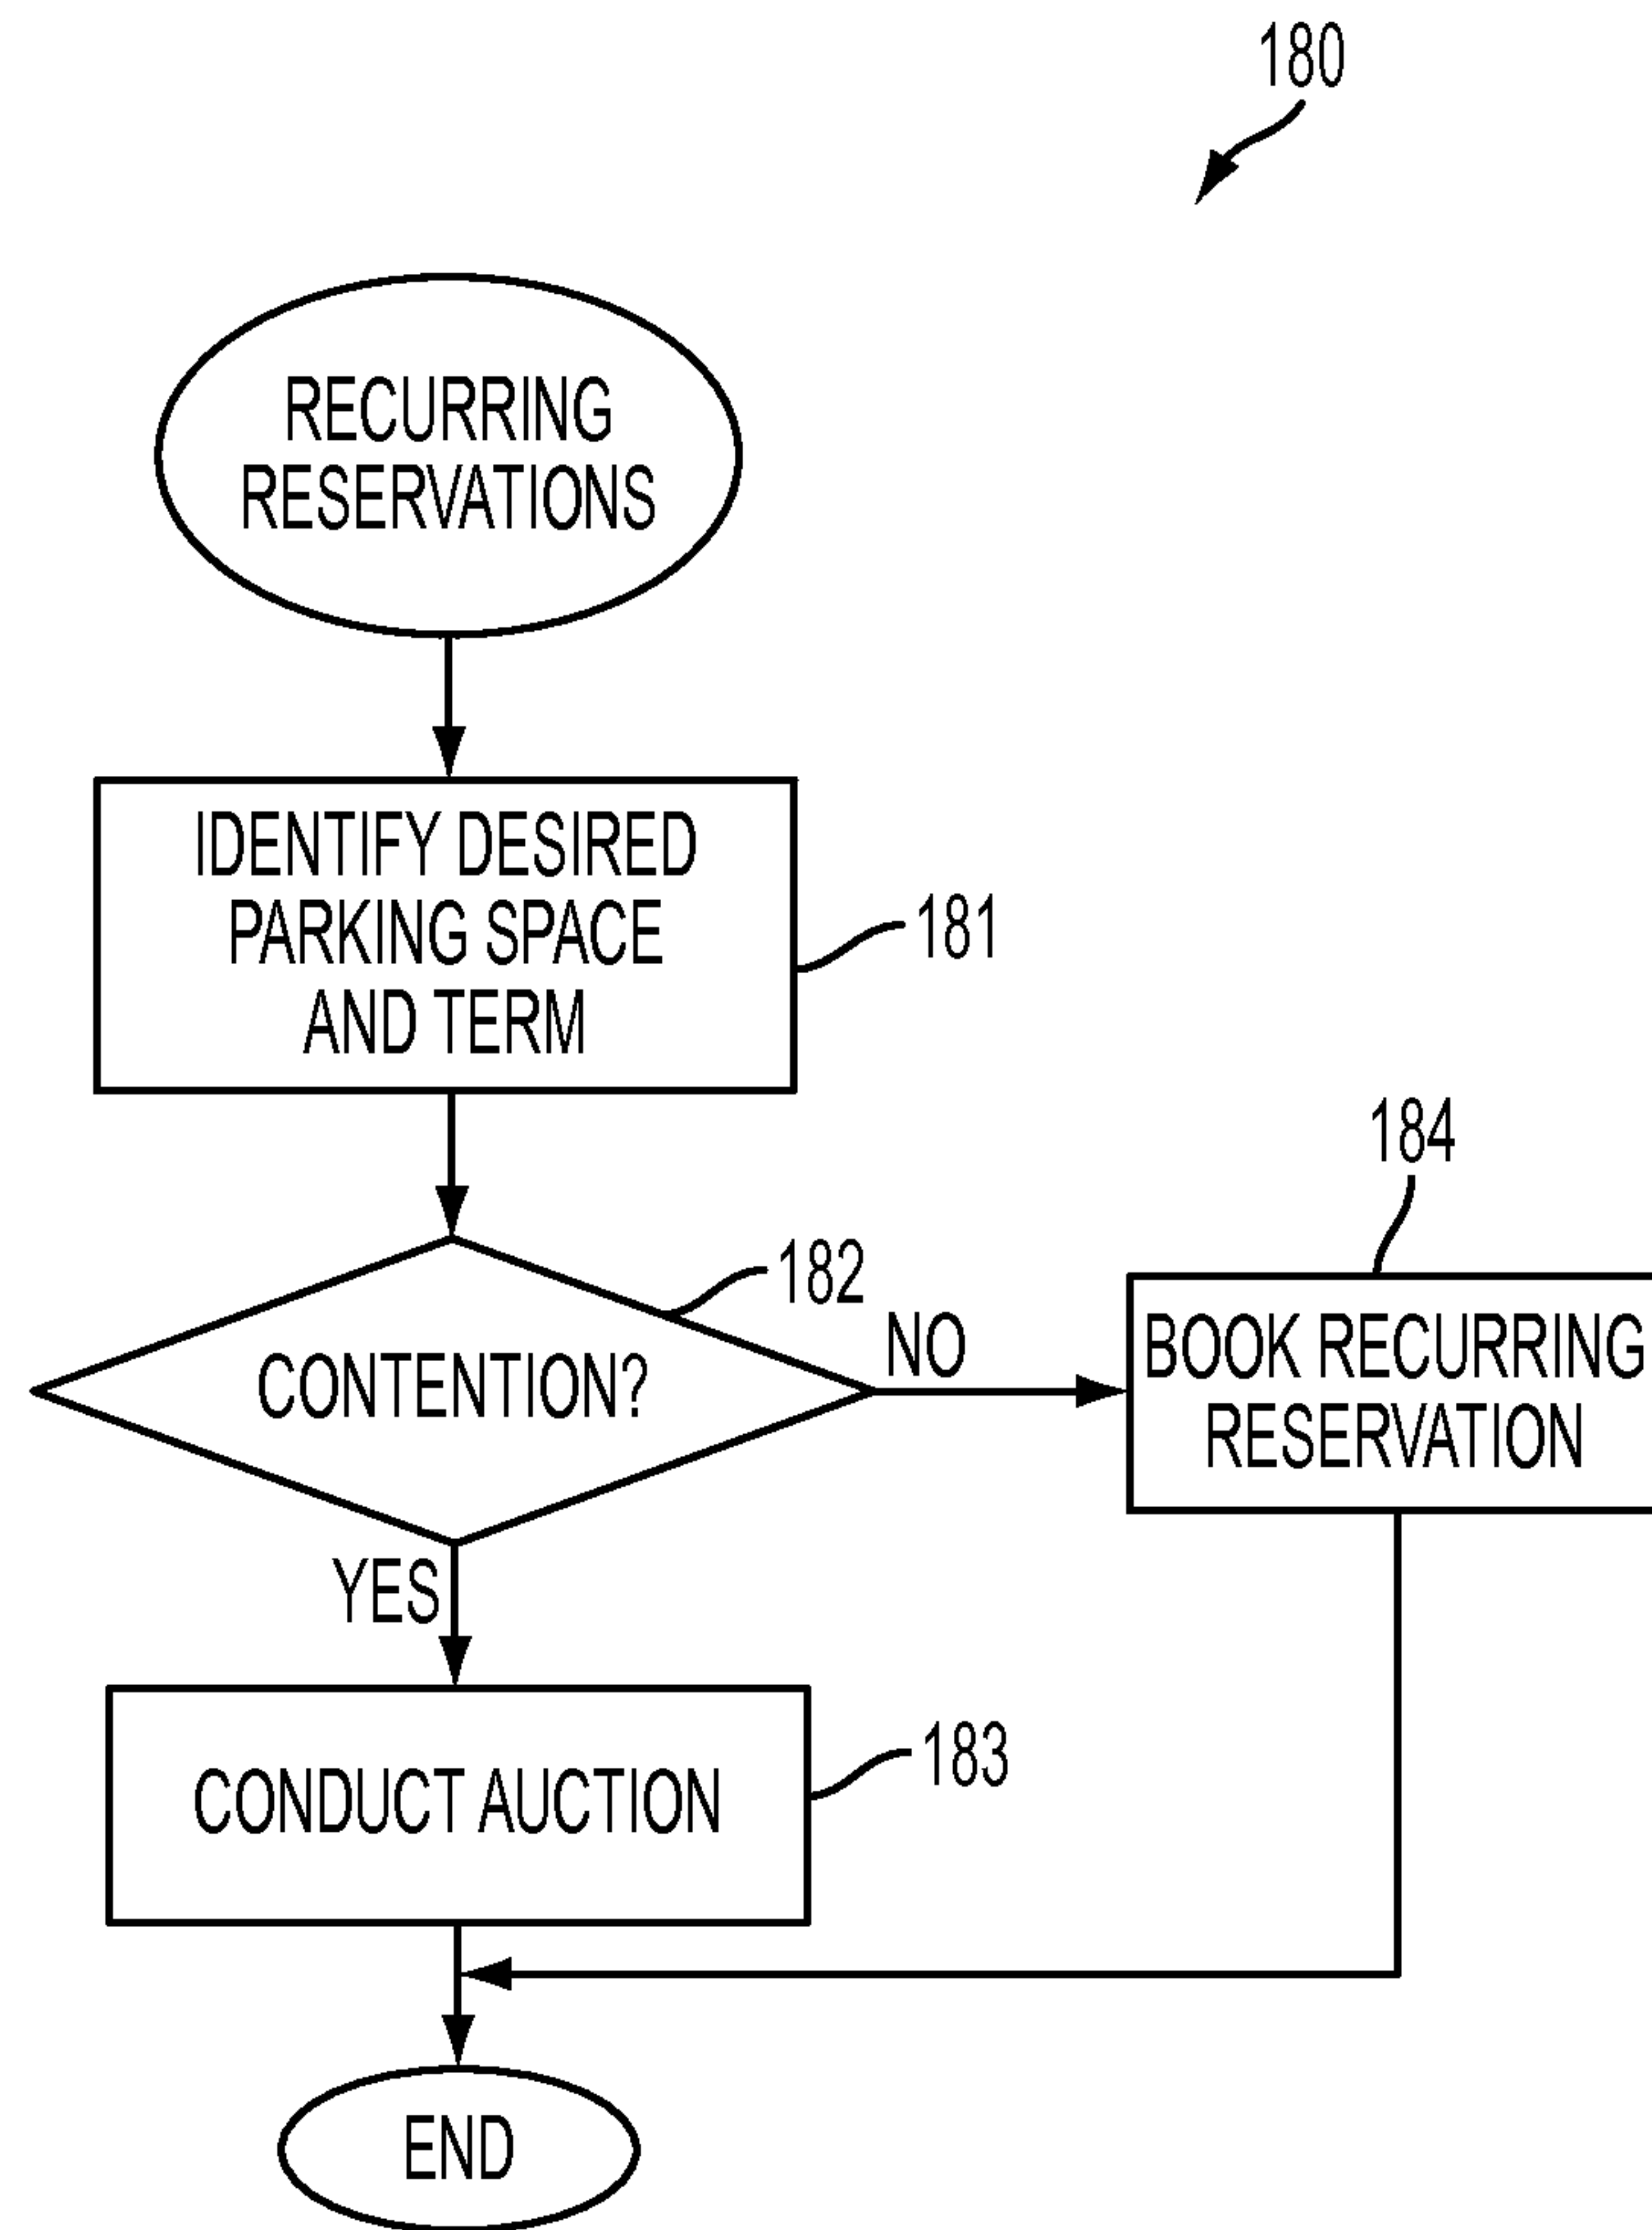 180
RECURRING
RESERVATIONS
IDENTIFY DESIRED
PARKING SPACE
AND TERM
181
182
CONTENTION?
NO
184
BOOK RECURRING
RESERVATION
YES
CONDUCT AUCTION
183
END